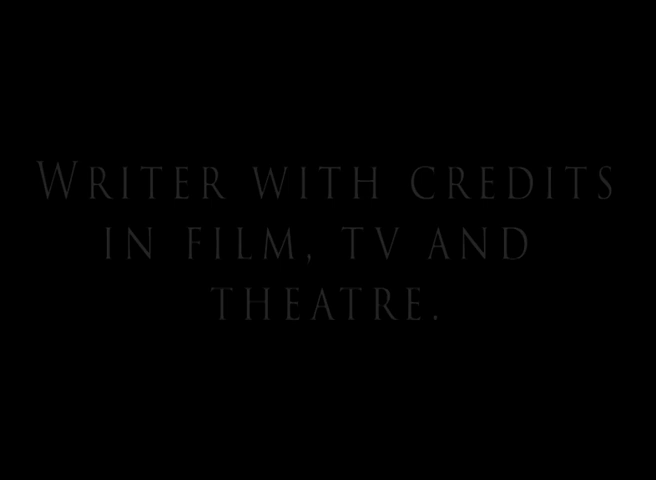 Writer with credits
in film, tv and
theatre.